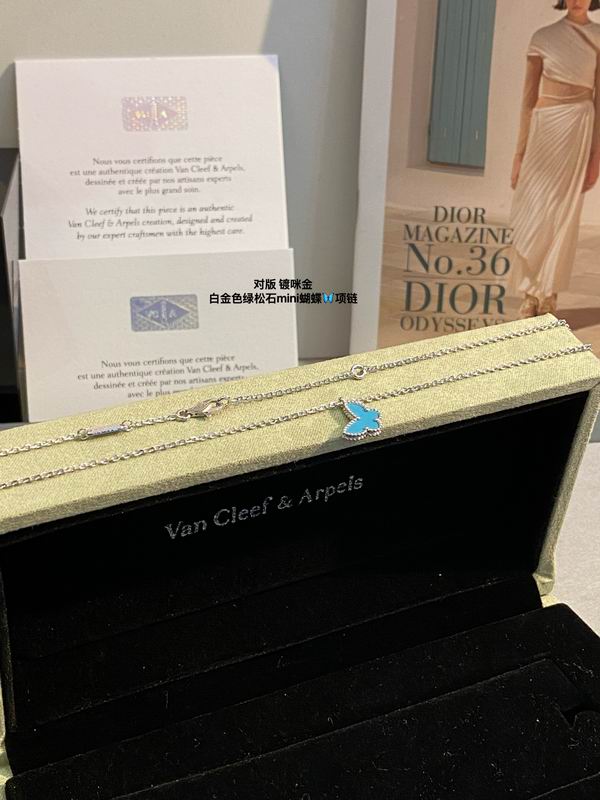 Nous vous certifions que cette pièce
est une authentique création Van Cleef & Arpels,
dessinée et créée par nos artisans experts
avec le plus grand soin.
We certify that this piece is an authentic
Van Cleef & Arpels creation, designed and created
by our expert craftsmen with the highest care.
DIOR
MAGAZINE
No.36
DIOR
ODYSSEYS
对版 镀咪金
白金色绿松石mini蝴蝶🦋项链
Nous vous certifions que cette pièce
est une authentique création Van Cleef & Arpels,
dessinée et créée par nos artisans experts
avec le plus
Van Cleef & Arpels